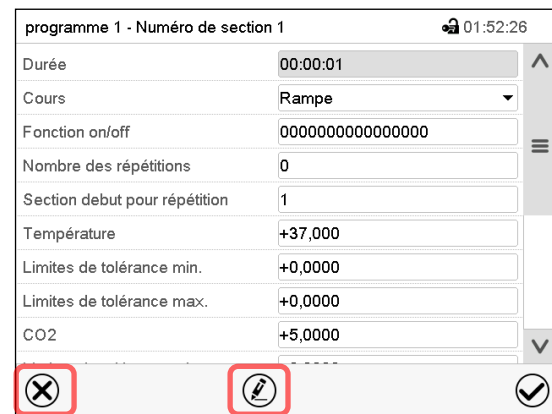 programme 1 - Numéro de section 1 01:52:26
Durée 00:00:01
Cours Rampe
Fonction on/off 0000000000000000
Nombre des répétitions 0
Section debut pour répétition 1
Température +37,000
Limites de tolérance min. +0,0000
Limites de tolérance max. +0,0000
CO2 +5,0000